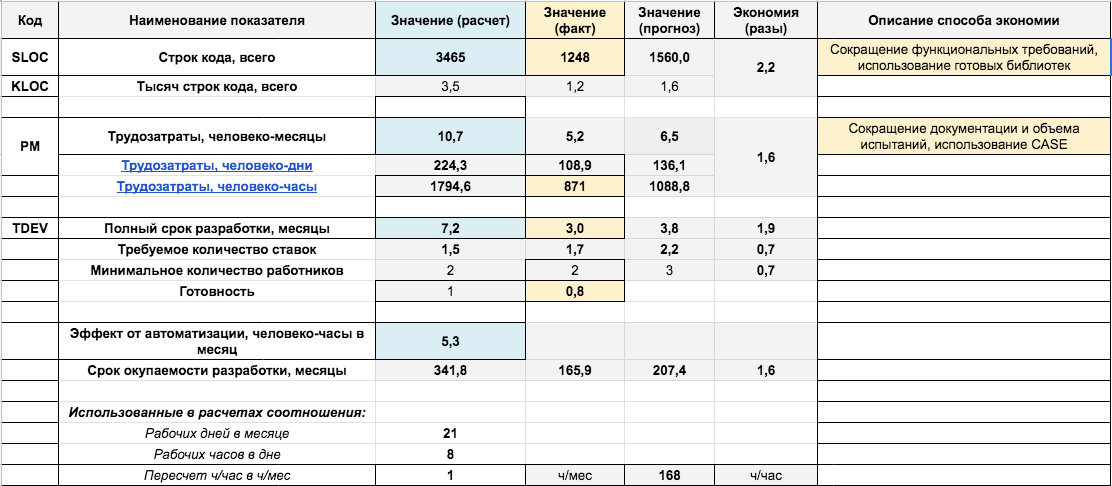 Код Наименование показателя Значение (расчет) Значение (факт) Значение (прогноз) Экономия (разы) Описание способа экономии
SLOC Строк кода, всего 3465 1248 1560,0 2,2 Сокращение функциональных требований, использование готовых библиотек
KLOC Тысяч строк кода, всего 3,5 1,2 1,6
PM Трудозатраты, человеко-месяцы 10,7 5,2 6,5 1,6 Сокращение документации и объема испытаний, использование CASE
Трудозатраты, человеко-дни 224,3 108,9 136,1
Трудозатраты, человеко-часы 1794,6 871 1088,8
TDEV Полный срок разработки, месяцы 7,2 3,0 3,8 1,9
Требуемое количество ставок 1,5 1,7 2,2 0,7
Минимальное количество работников 2 2 3 0,7
Готовность 1 0,8
Эффект от автоматизации, человеко-часы в месяц 5,3
Срок окупаемости разработки, месяцы 341,8 165,9 207,4 1,6
Использованные в расчетах соотношения:
Рабочих дней в месяце 21
Рабочих часов в дне 8
Пересчет ч/час в ч/мес 1 ч/мес 168 ч/час